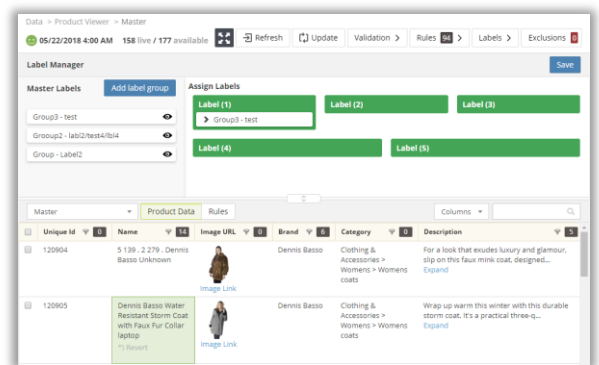 Data > Product Viewer > Master
05/22/2018 4:00 AM 158 live / 177 available Refresh Update Validation > Rules 94 > Labels > Exclusions 8
Label Manager Save
Master Labels Add label group Assign Labels
Label (1) Label (2) Label (3)
Group3 - test > Group3 - test
Grooup2 - labl2/test4/lbl4
Group - Label2 Label (4) Label (5)
Master Product Data Rules Columns
Unique Id 0 Name 14 Image URL 0 Brand 6 Category 0 Description 5
120904 5 139 . 2 279 . Dennis Dennis Basso Clothing & For a look that exudes luxury and glamour,
Basso Unknown Accessories > slip on this faux mink coat, designed...
Womens > Womens Expand
coats
Image Link
120905 Dennis Basso Water Dennis Basso Clothing & Wrap up warm this winter with this durable
Resistant Storm Coat Accessories > storm coat. It's a practical three-q...
with Faux Fur Collar Womens > Womens Expand
laptop coats
Revert Image Link